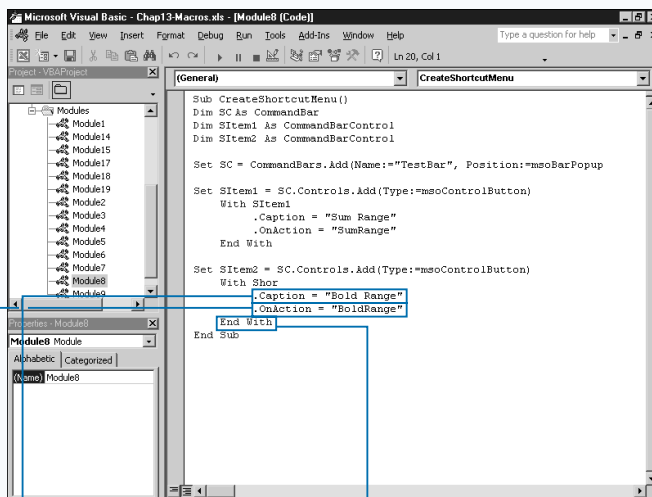 Microsoft Visual Basic - Chap13-Macros.xls - [Module8 (Code)]
File Edit View Insert Format Debug Run Tools Add-Ins Window Help Type a question for help
Ln 20, Col 1
Project - VBAProject
Modules
Module1
Module14
Module15
Module17
Module18
Module19
Module2
Module3
Module4
Module5
Module6
Module7
Module8
Module9
Properties - Module8
Module8 Module
Alphabetic Categorized
(Name) Module8
(General) CreateShortcutMenu
Sub CreateShortcutMenu()
Dim SC As CommandBar
Dim SItem1 As CommandBarControl
Dim SItem2 As CommandBarControl
Set SC = CommandBars.Add(Name:="TestBar", Position:=msoBarPopup
Set SItem1 = SC.Controls.Add(Type:=msoControlButton)
With SItem1
.Caption = "Sum Range"
.OnAction = "SumRange"
End With
Set SItem2 = SC.Controls.Add(Type:=msoControlButton)
With Shor
.Caption = "Bold Range"
.OnAction = "BoldRange"
End With
End Sub